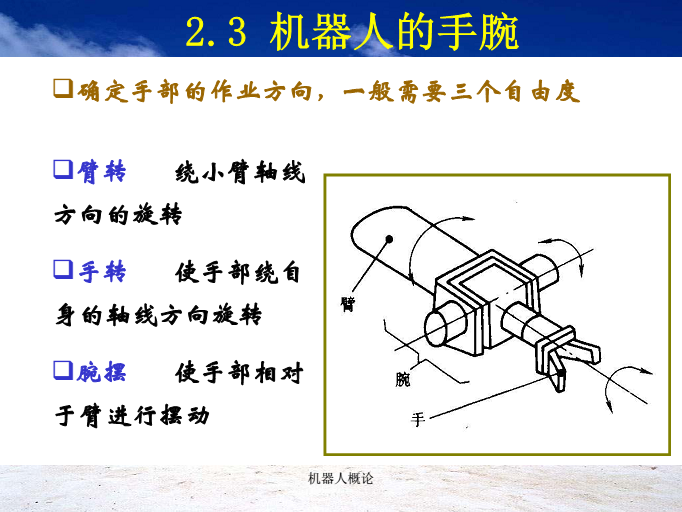 2.3 机器人的手腕
确定手部的作业方向，一般需要三个自由度
臂转 绕小臂轴线
方向的旋转
手转 使手部绕自
身的轴线方向旋转
腕摆 使手部相对
于臂进行摆动
臂
腕
手
机器人概论